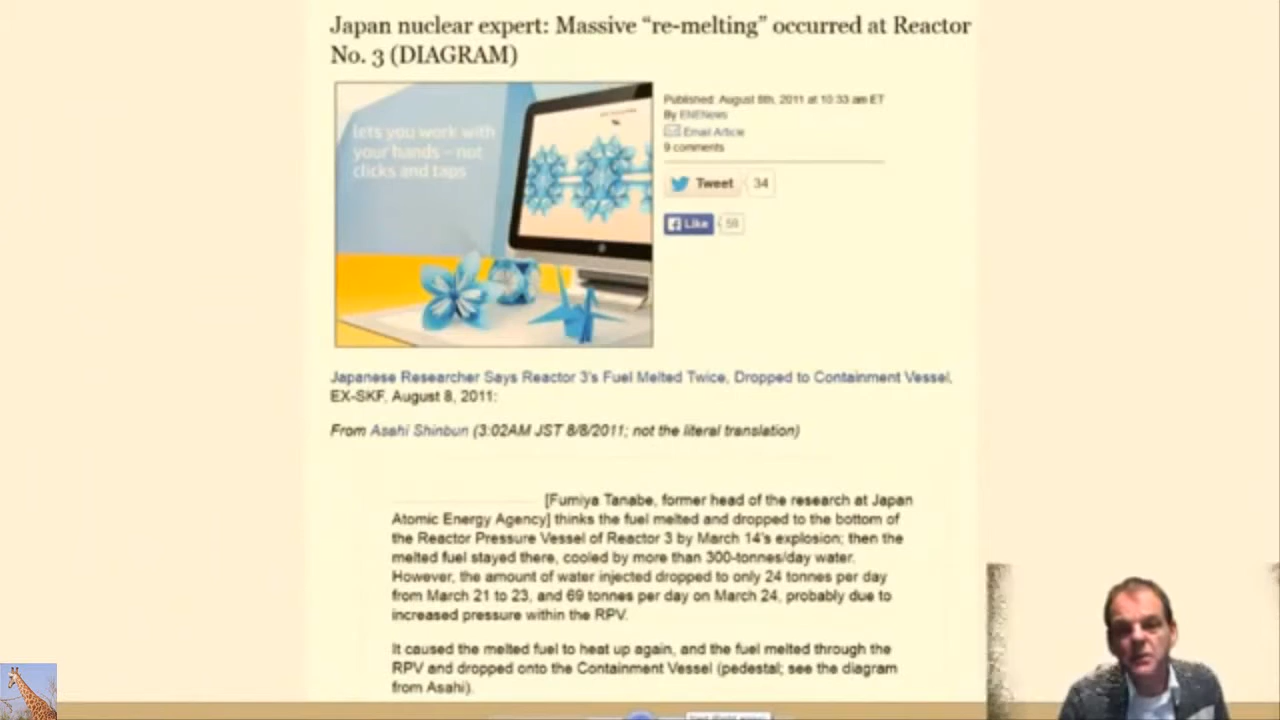 Japan nuclear expert: Massive “re-melting” occurred at Reactor
No. 3 (DIAGRAM)
lets you work with
your hands – not
clicks and taps
Published: August 8th, 2011 at 10:33 am ET
By ENENews
Email Article
9 comments
Tweet 34
Like 59
Japanese Researcher Says Reactor 3's Fuel Melted Twice, Dropped to Containment Vessel,
EX-SKF, August 8, 2011:
From Asahi Shinbun (3:02AM JST 8/8/2011; not the literal translation)
[Fumiya Tanabe, former head of the research at Japan
Atomic Energy Agency] thinks the fuel melted and dropped to the bottom of
the Reactor Pressure Vessel of Reactor 3 by March 14's explosion; then the
melted fuel stayed there, cooled by more than 300-tonnes/day water.
However, the amount of water injected dropped to only 24 tonnes per day
from March 21 to 23, and 69 tonnes per day on March 24, probably due to
increased pressure within the RPV.
It caused the melted fuel to heat up again, and the fuel melted through the
RPV and dropped onto the Containment Vessel (pedestal; see the diagram
from Asahi).